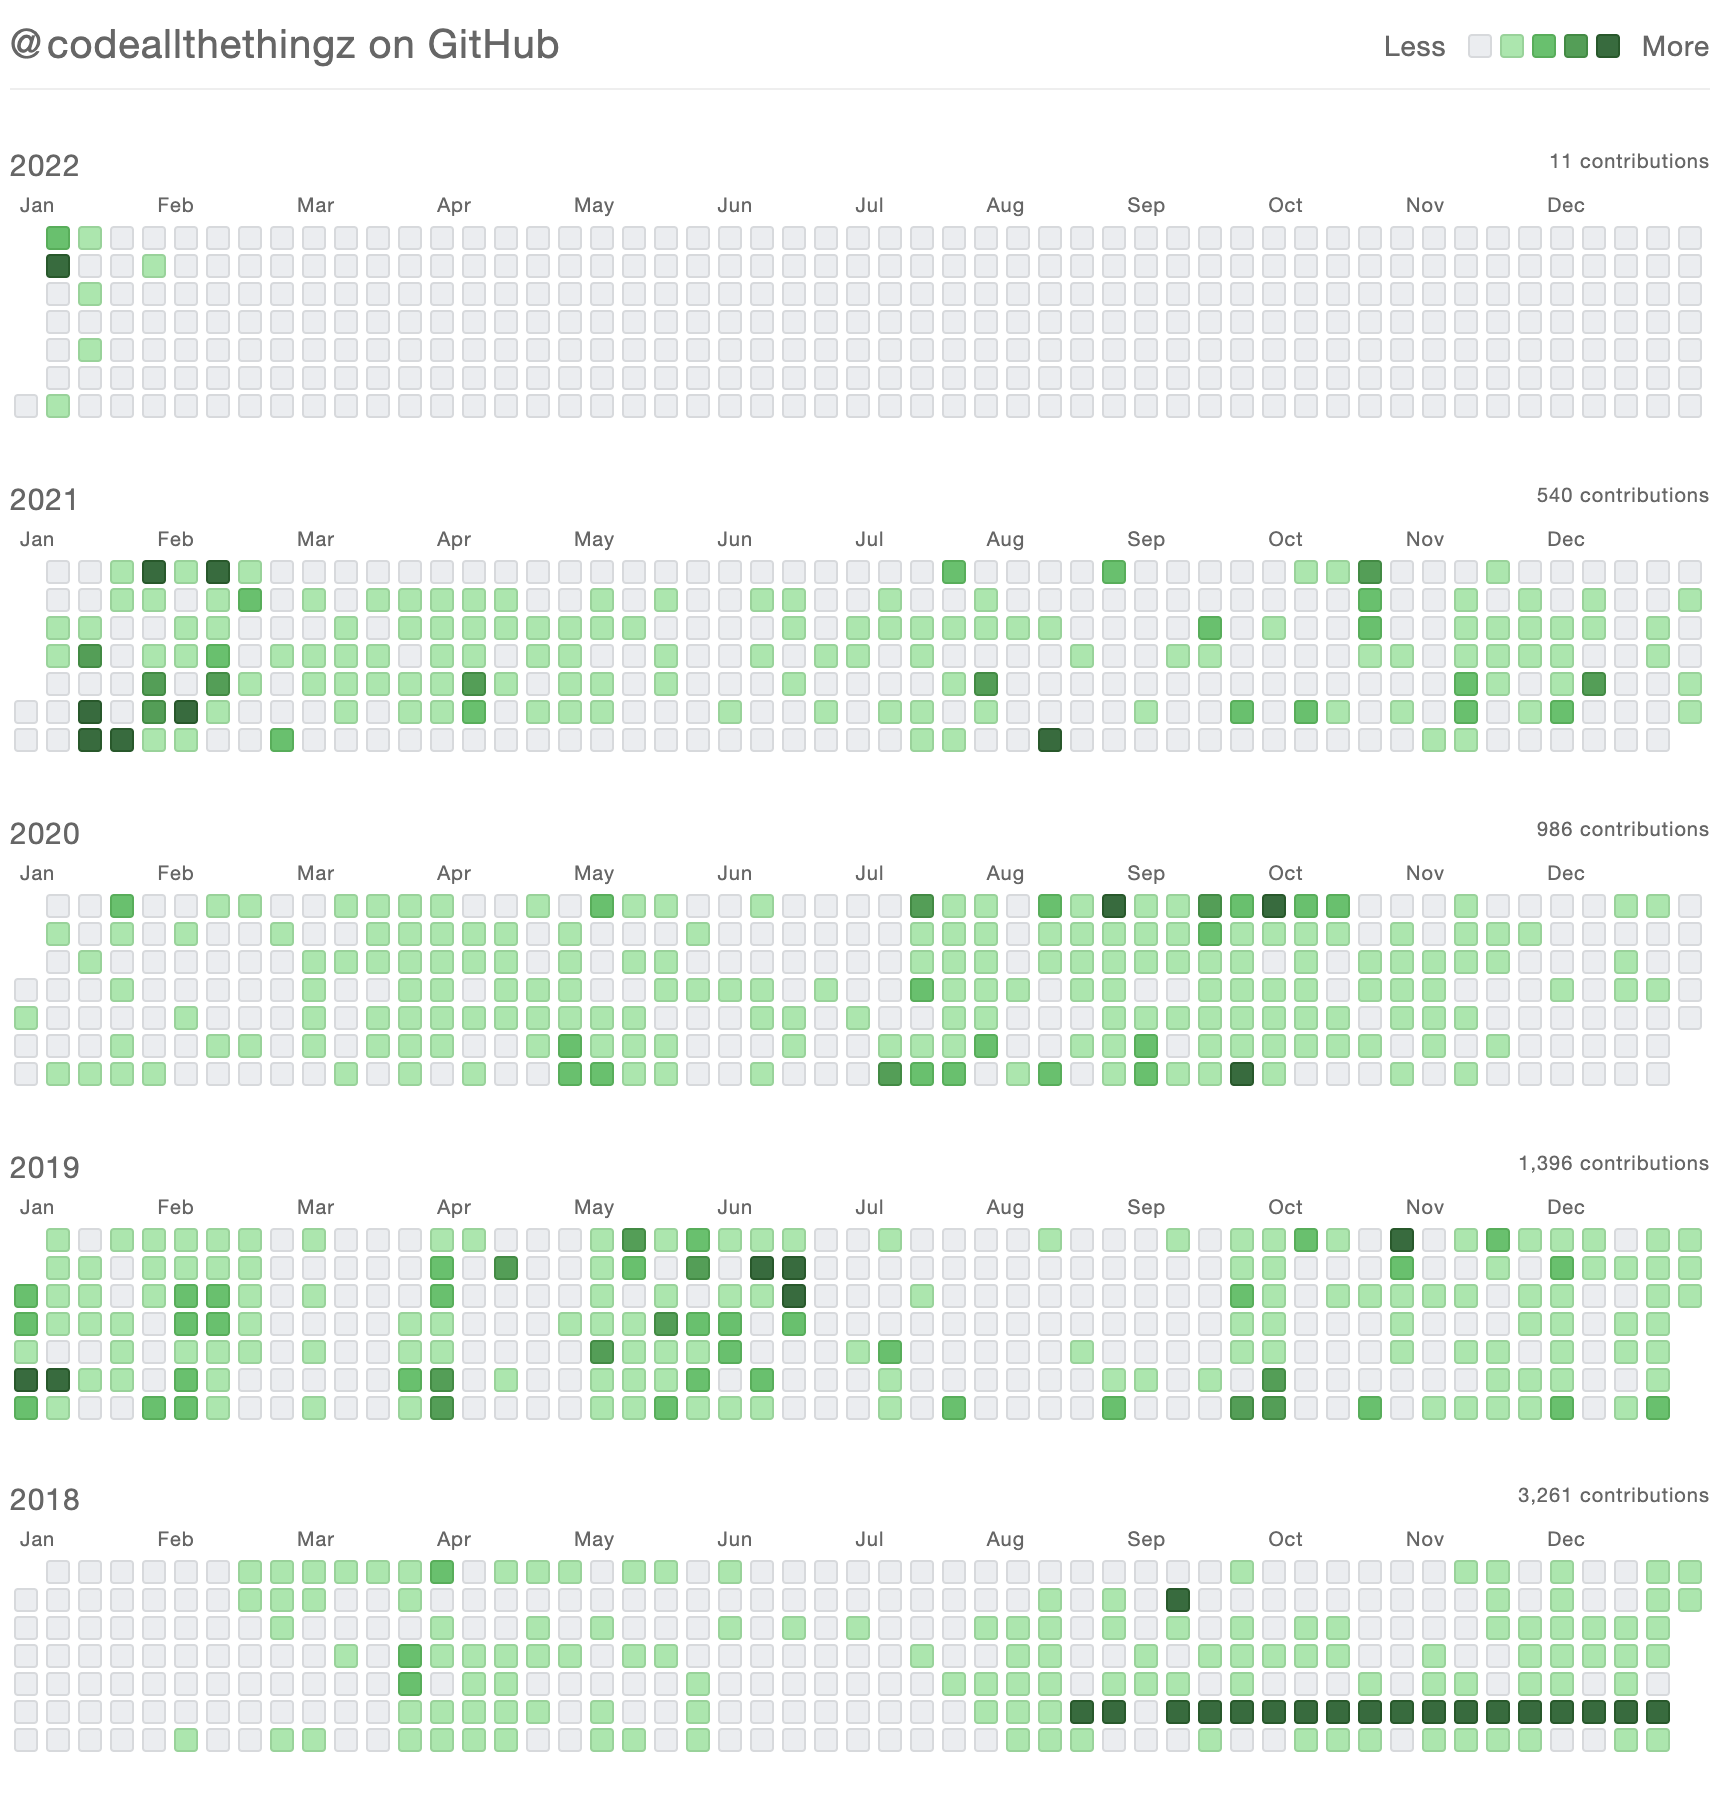 @codeallthethingz on GitHub Less More
2022 11 contributions
Jan Feb Mar Apr May Jun Jul Aug Sep Oct Nov Dec
2021 540 contributions
Jan Feb Mar Apr May Jun Jul Aug Sep Oct Nov Dec
2020 986 contributions
Jan Feb Mar Apr May Jun Jul Aug Sep Oct Nov Dec
2019 1,396 contributions
Jan Feb Mar Apr May Jun Jul Aug Sep Oct Nov Dec
2018 3,261 contributions
Jan Feb Mar Apr May Jun Jul Aug Sep Oct Nov Dec